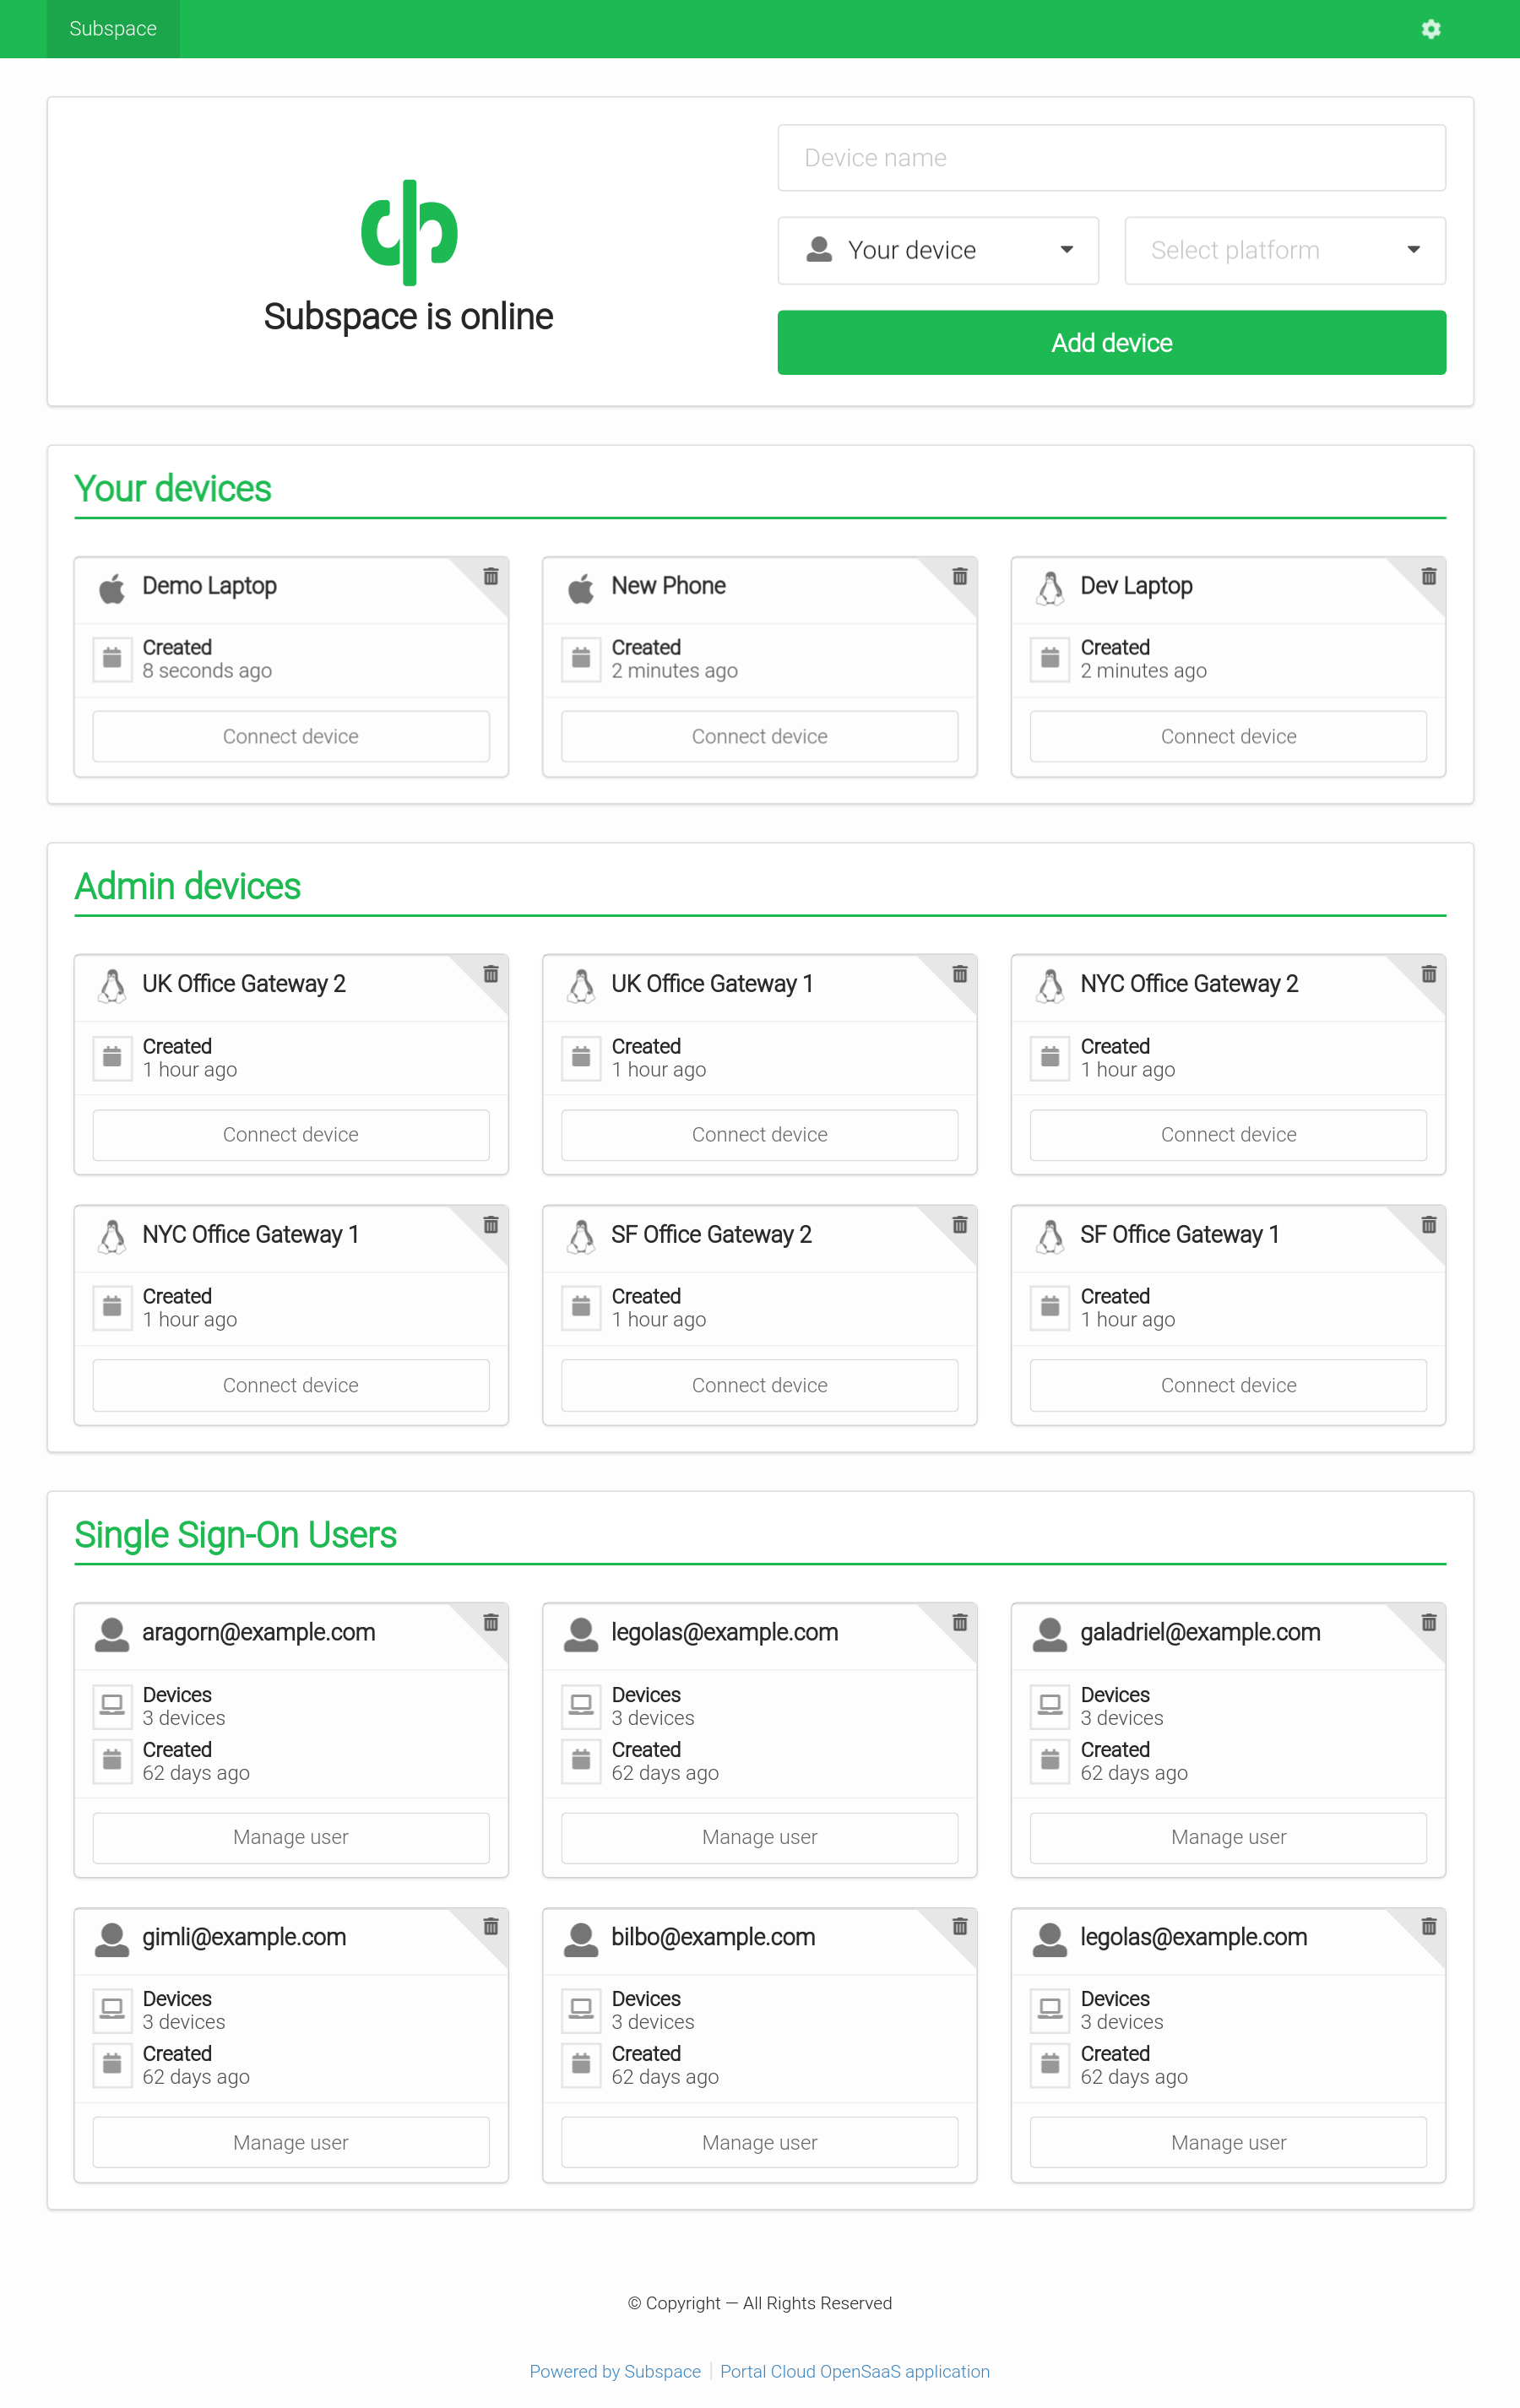 Subspace
Subspace is online
Device name
Your device
Select platform
Add device
Your devices
Demo Laptop
Created
8 seconds ago
Connect device
New Phone
Created
2 minutes ago
Connect device
Dev Laptop
Created
2 minutes ago
Connect device
Admin devices
UK Office Gateway 2
Created
1 hour ago
Connect device
UK Office Gateway 1
Created
1 hour ago
Connect device
NYC Office Gateway 2
Created
1 hour ago
Connect device
NYC Office Gateway 1
Created
1 hour ago
Connect device
SF Office Gateway 2
Created
1 hour ago
Connect device
SF Office Gateway 1
Created
1 hour ago
Connect device
Single Sign-On Users
aragorn@example.com
Devices
3 devices
Created
62 days ago
Manage user
legolas@example.com
Devices
3 devices
Created
62 days ago
Manage user
galadriel@example.com
Devices
3 devices
Created
62 days ago
Manage user
gimli@example.com
Devices
3 devices
Created
62 days ago
Manage user
bilbo@example.com
Devices
3 devices
Created
62 days ago
Manage user
legolas@example.com
Devices
3 devices
Created
62 days ago
Manage user
© Copyright — All Rights Reserved
Powered by Subspace | Portal Cloud OpenSaaS application